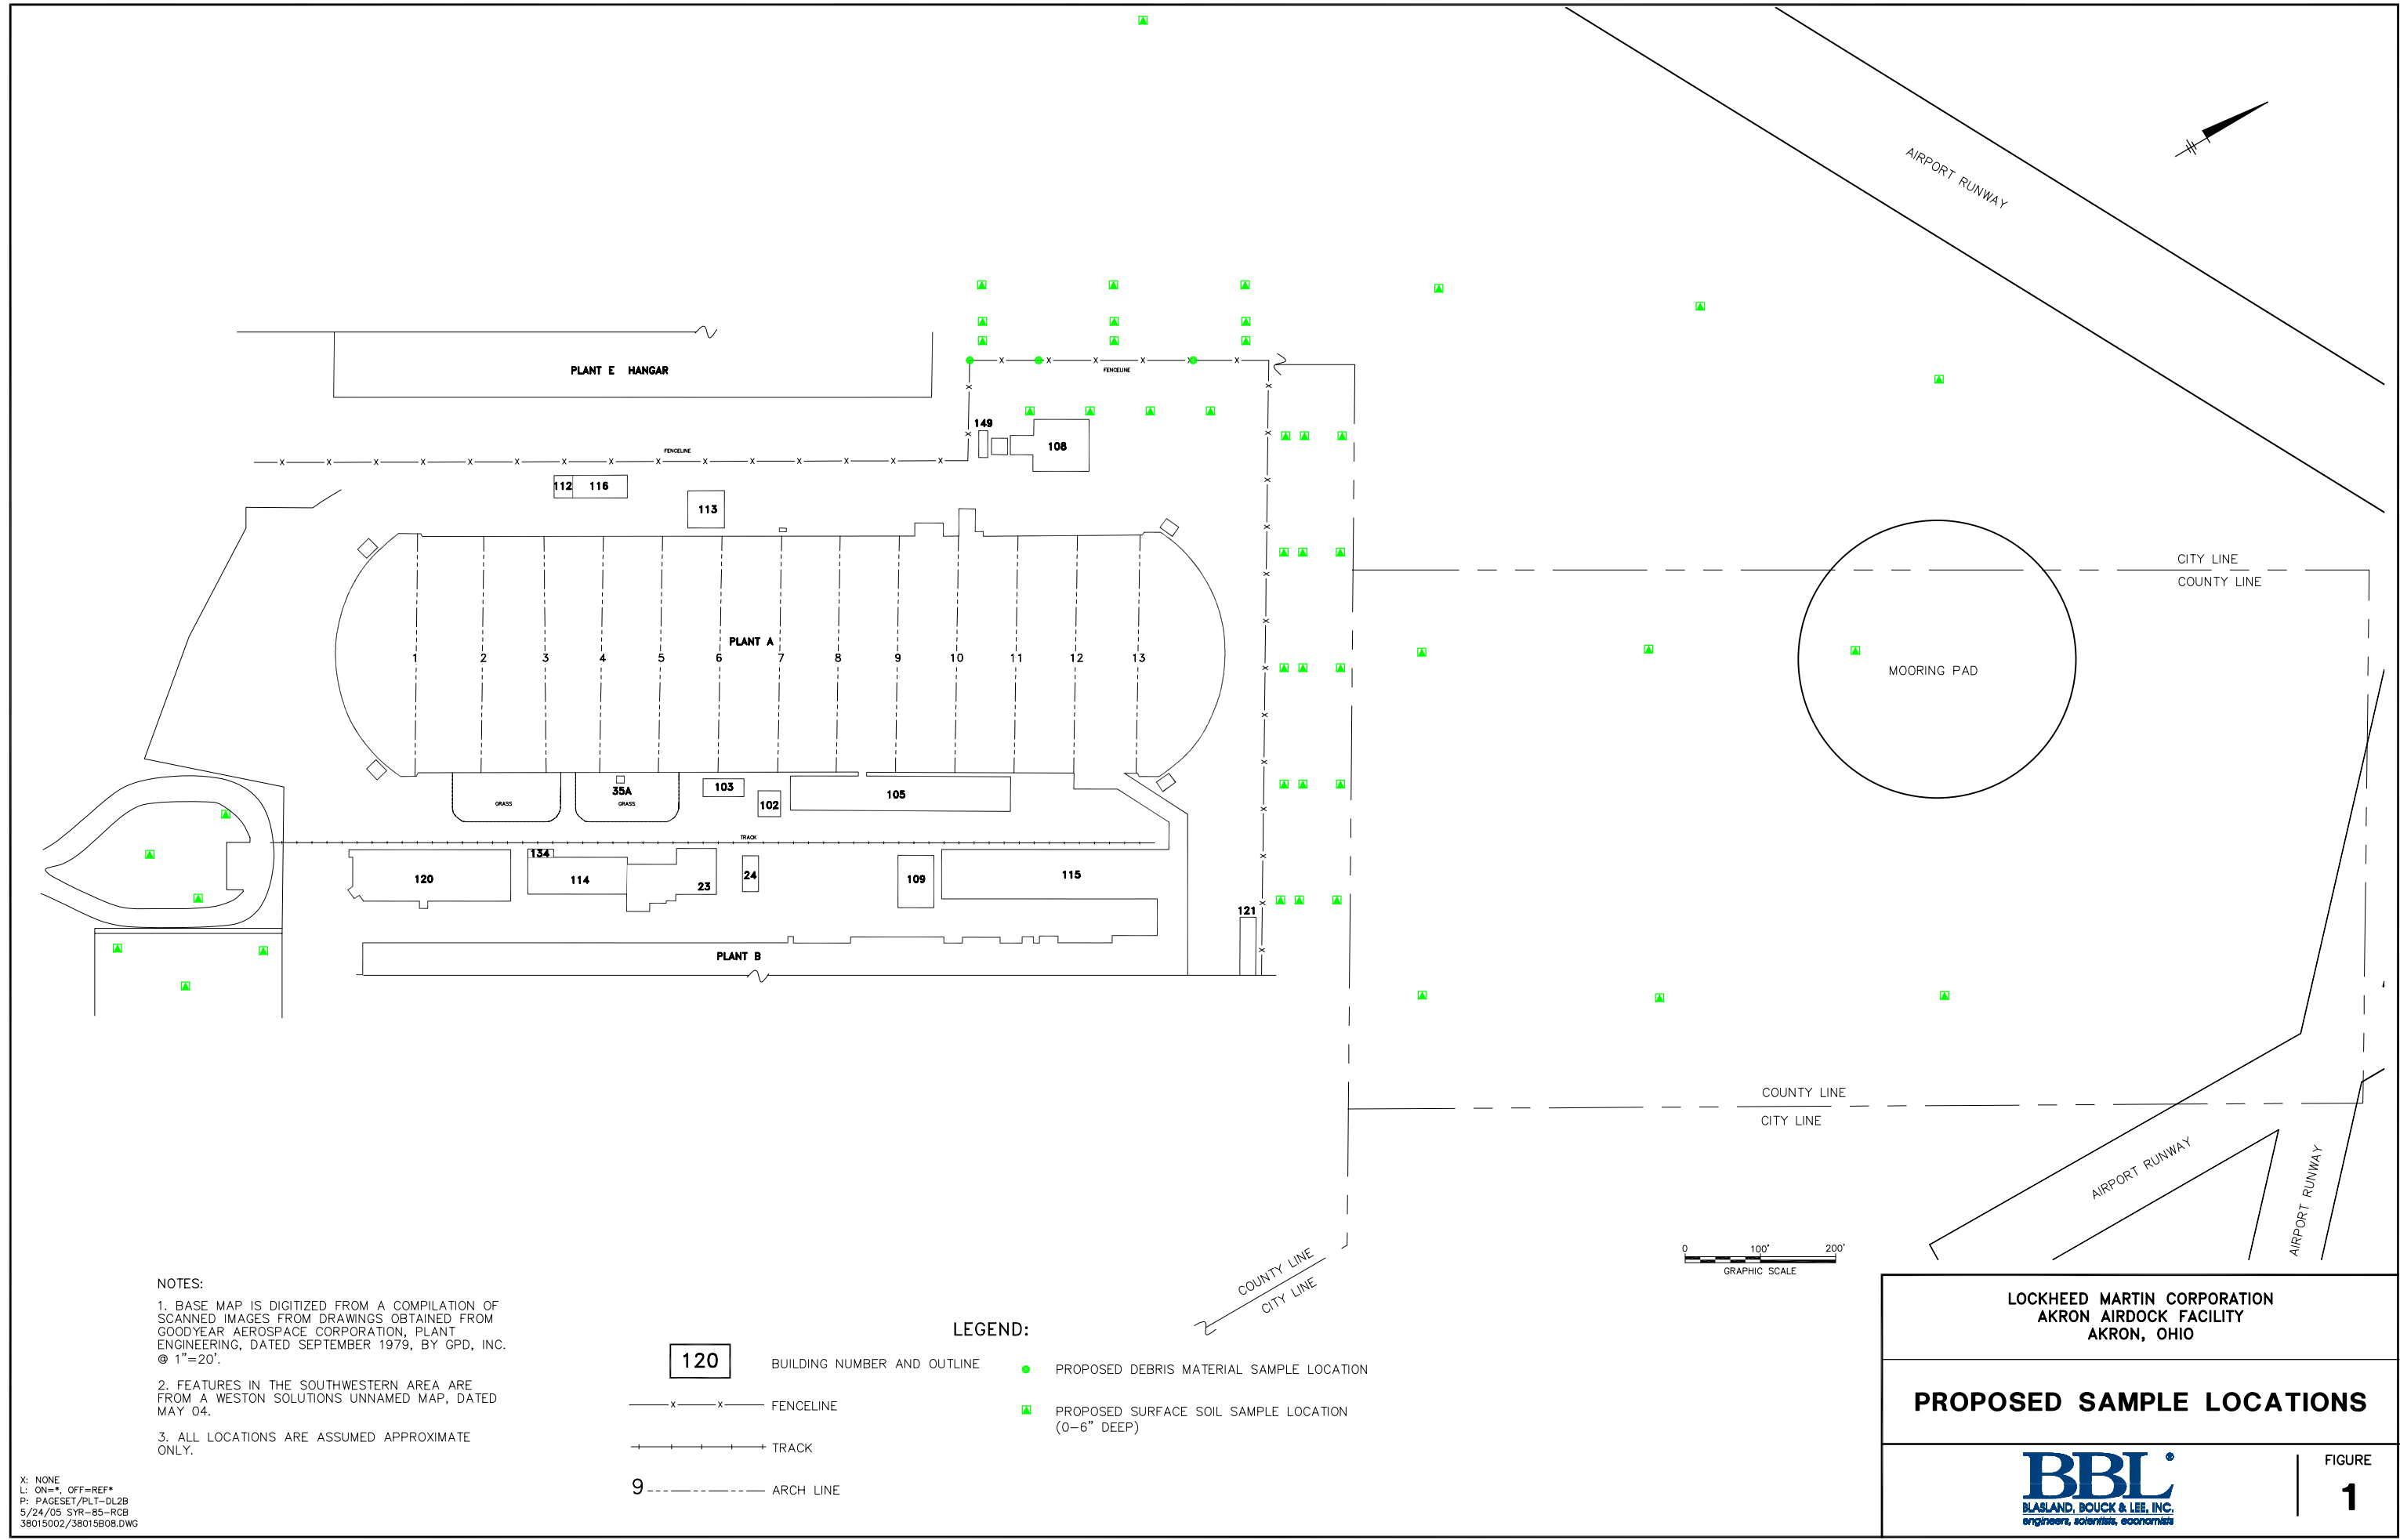 AIRPORT RUNWAY
PLANT E  HANGAR
FENCELINE
149
108
FENCELINE
112
116
113
CITY LINE
COUNTY LINE
PLANT A
1
2
3
4
5
6
7
8
9
10
11
12
13
MOORING PAD
35A
GRASS
GRASS
103
102
105
TRACK
134
120
114
23
24
109
115
121
PLANT B
COUNTY LINE
CITY LINE
AIRPORT RUNWAY
AIRPORT RUNWAY
COUNTY LINE
CITY LINE
0
100'
200'
GRAPHIC SCALE
NOTES:
1. BASE MAP IS DIGITIZED FROM A COMPILATION OF
SCANNED IMAGES FROM DRAWINGS OBTAINED FROM
GOODYEAR AEROSPACE CORPORATION, PLANT
ENGINEERING, DATED SEPTEMBER 1979, BY GPD, INC.
@ 1"=20'.
2. FEATURES IN THE SOUTHWESTERN AREA ARE
FROM A WESTON SOLUTIONS UNNAMED MAP, DATED
MAY 04.
3. ALL LOCATIONS ARE ASSUMED APPROXIMATE
ONLY.
LEGEND:
120
BUILDING NUMBER AND OUTLINE
FENCELINE
TRACK
9
ARCH LINE
PROPOSED DEBRIS MATERIAL SAMPLE LOCATION
PROPOSED SURFACE SOIL SAMPLE LOCATION
(0-6" DEEP)
X: NONE
L: ON=*, OFF=REF*
P: PAGESET/PLT-DL2B
5/24/05 SYR-85-RCB
38015002/38015B08.DWG
LOCKHEED MARTIN CORPORATION
AKRON AIRDOCK FACILITY
AKRON, OHIO
PROPOSED SAMPLE LOCATIONS
BBL®
BLASLAND, BOUCK & LEE, INC.
engineers, scientists, economists
FIGURE
1